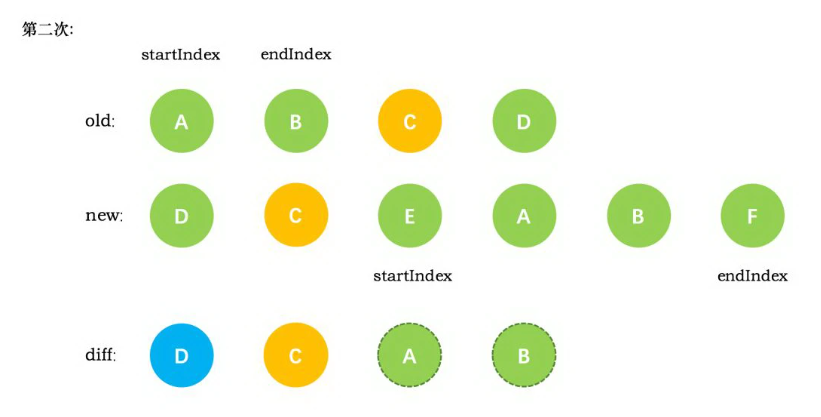 第二次:
startIndex endIndex
old: A B C D
new: D C E A B F
startIndex endIndex
diff: D C A B